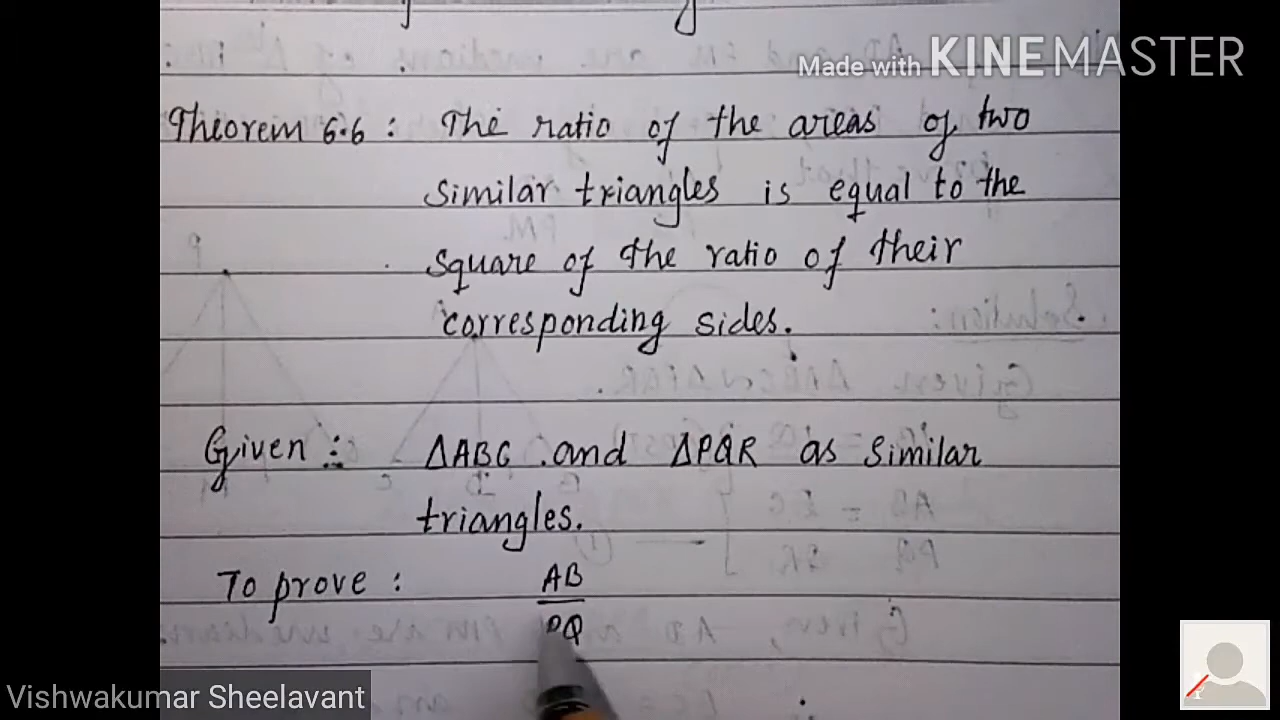 Made with KINEMASTER
Theorem 6.6 : The ratio of the areas of two
similar triangles is equal to the
square of the ratio of their
corresponding sides.
Given :- ΔABC and ΔPQR as similar
triangles.
To prove : AB
PQ
Vishwakumar Sheelavant